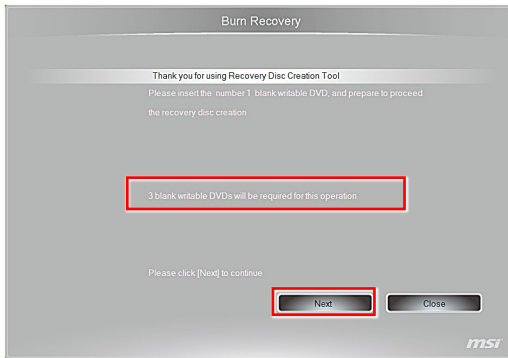 Burn Recovery
Thank you for using Recovery Disc Creation Tool
Please insert the number 1 blank writable DVD, and prepare to proceed
the recovery disc creation
3 blank writable DVDs will be required for this operation
Please click [Next] to continue
Next
Close
msi